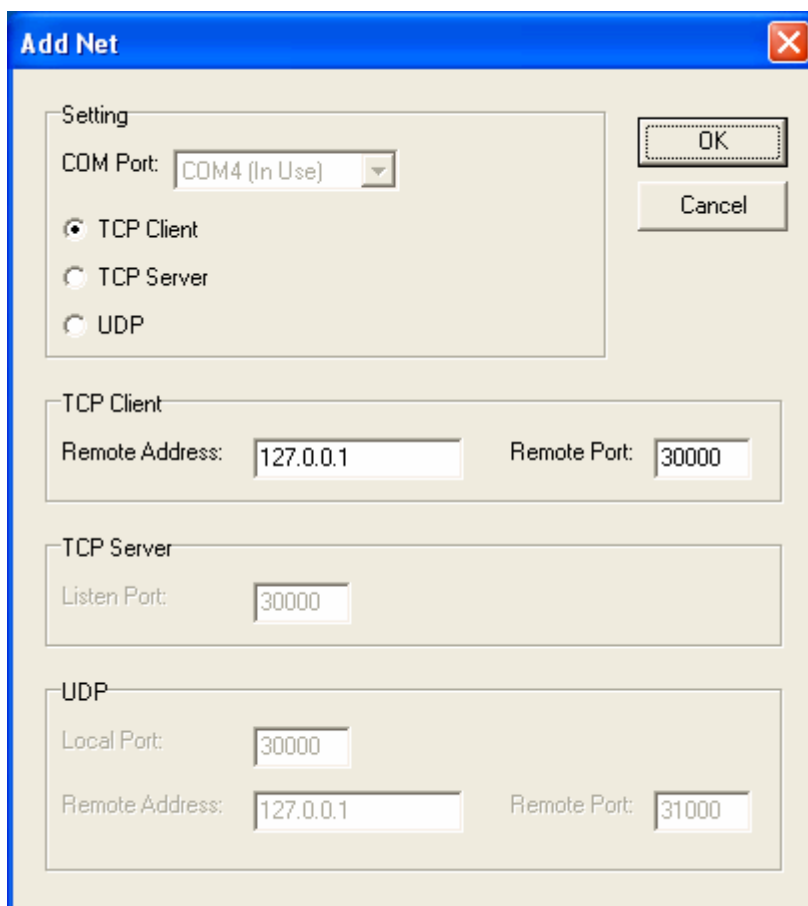 Add Net
Setting
OK
COM Port: COM4 (In Use)
Cancel
TCP Client
TCP Server
UDP
TCP Client
Remote Address: 127.0.0.1 Remote Port: 30000
TCP Server
Listen Port: 30000
UDP
Local Port: 30000
Remote Address: 127.0.0.1 Remote Port: 31000